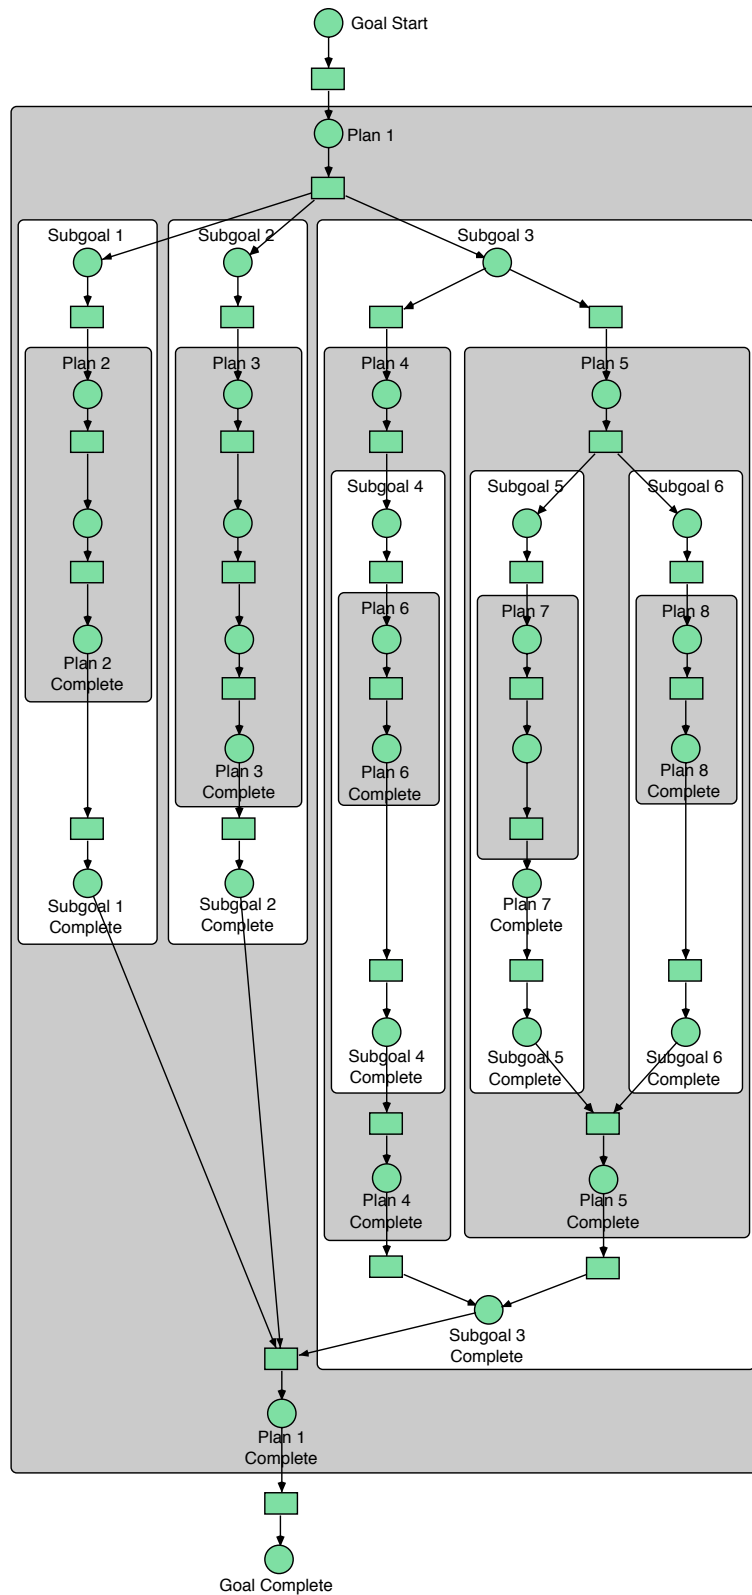 Goal Start
Plan 1
Subgoal 1
Subgoal 2
Subgoal 3
Plan 2
Plan 3
Plan 4
Plan 5
Subgoal 4
Subgoal 5
Subgoal 6
Plan 6
Plan 7
Plan 8
Plan 2
Complete
Plan 3
Complete
Plan 6
Complete
Plan 8
Complete
Subgoal 1
Complete
Subgoal 2
Complete
Plan 7
Complete
Subgoal 4
Complete
Subgoal 5
Complete
Subgoal 6
Complete
Plan 4
Complete
Plan 5
Complete
Subgoal 3
Complete
Plan 1
Complete
Goal Complete